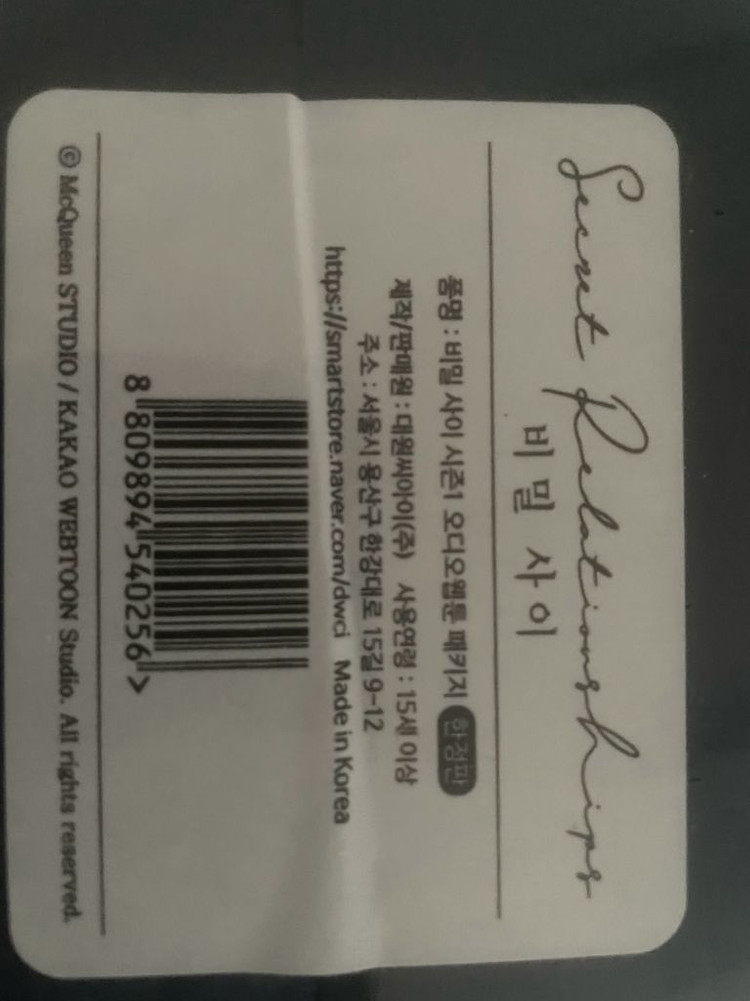 Secret Relationships
비밀 사이
품명 : 비밀 사이 시즌1 오디오웹툰 패키지 한정판
제작/판매원 : 대원씨아이(주) 사용연령 : 15세 이상
주소 : 서울시 용산구 한강대로 15길 9-12
https://smartstore.naver.com/dwci Made in Korea
8 809894 540256 >
© McQueen STUDIO / KAKAO WEBTOON Studio. All rights reserved.